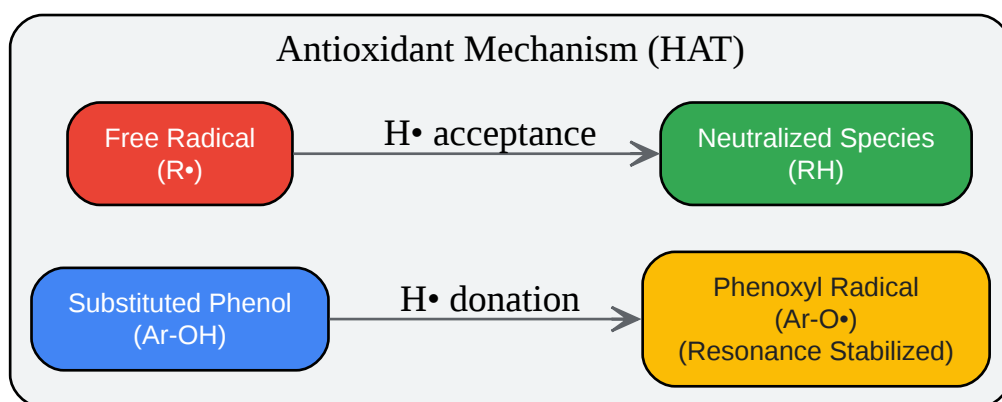 Antioxidant Mechanism (HAT)
Free Radical
(R•)
H• acceptance
Neutralized Species
(RH)
Substituted Phenol
(Ar-OH)
H• donation
Phenoxyl Radical
(Ar-O•)
(Resonance Stabilized)